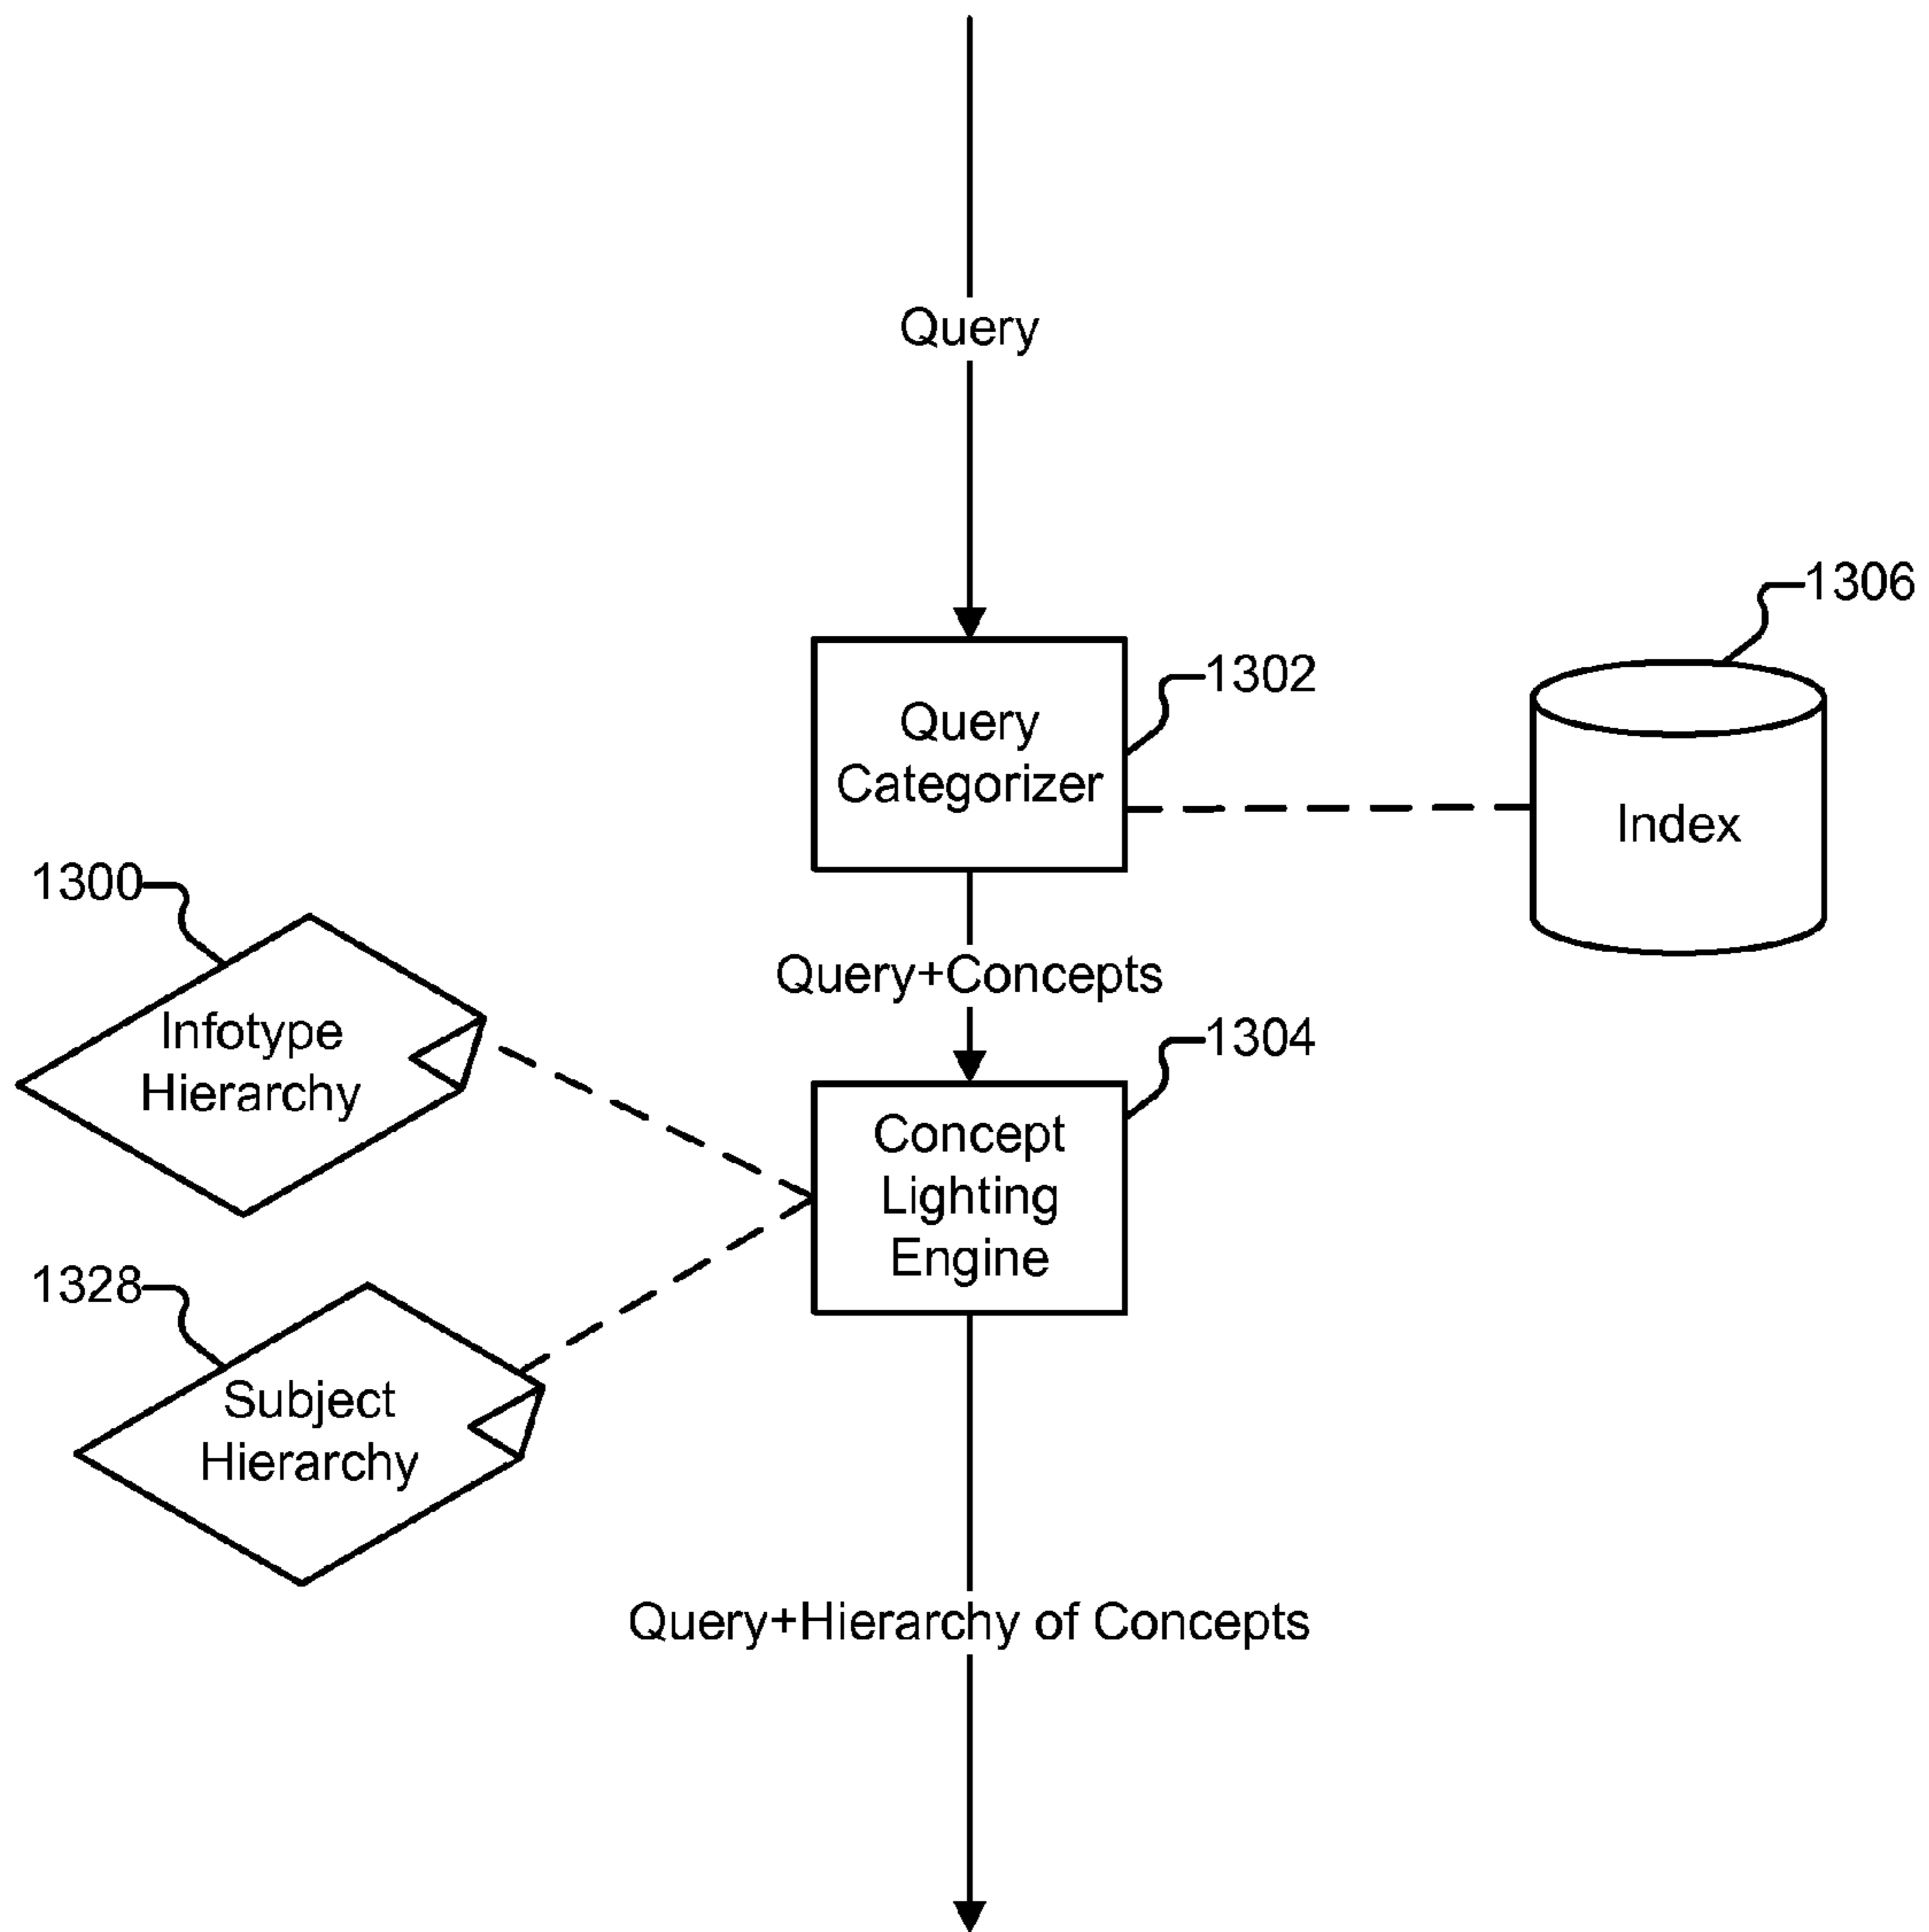 Query
1306
1302
Query
Categorizer
Index
1300
Query+Concepts
Infotype
Hierarchy
1304
Concept
Lighting
Engine
1328
Subject
Hierarchy
Query+Hierarchy of Concepts